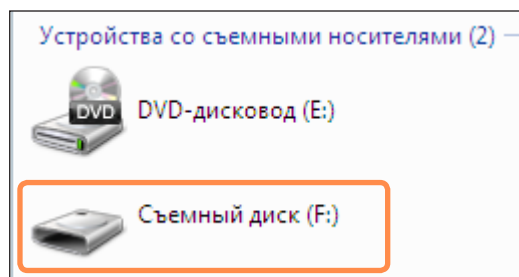 Устройства со съемными носителями (2)
DVD
DVD-дисковод (E:)
Съемный диск (F:)